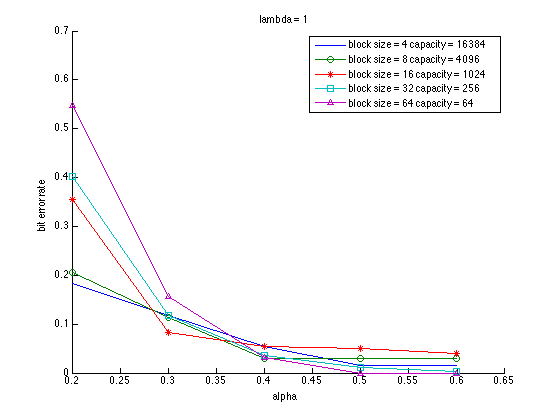 lambda = 1
block size = 4 capacity = 16384
block size = 8 capacity = 4096
block size = 16 capacity = 1024
block size = 32 capacity = 256
block size = 64 capacity = 64
0.7
0.6
0.5
0.4
0.3
0.2
0.1
0
bit error rate
0.2 0.25 0.3 0.35 0.4 0.45 0.5 0.55 0.6 0.65
alpha